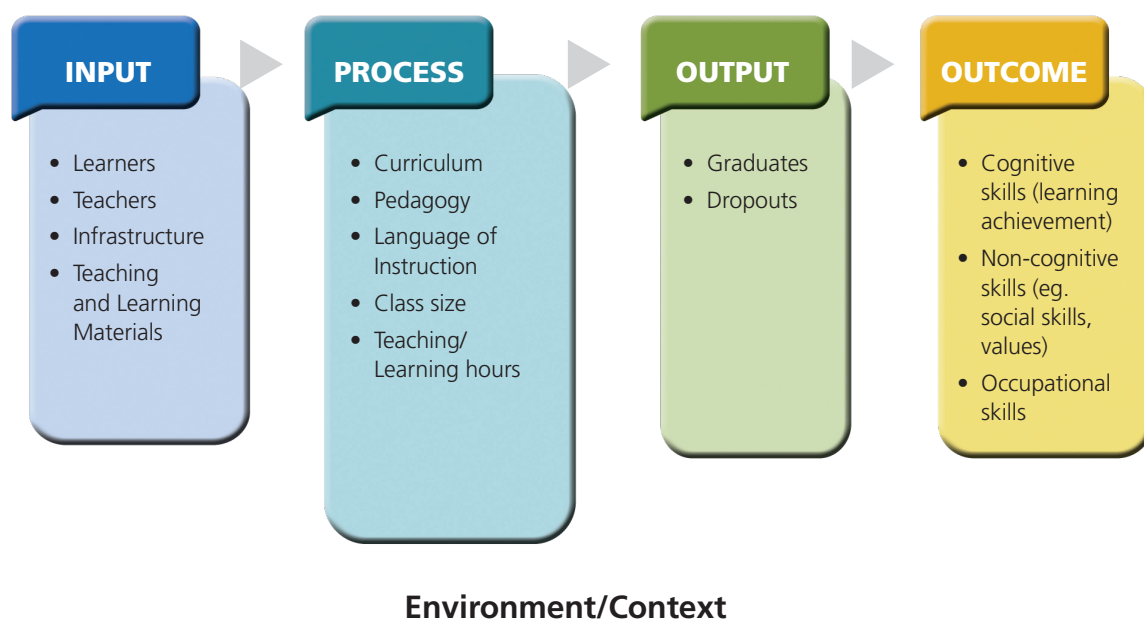 INPUT
• Learners
• Teachers
• Infrastructure
• Teaching
and Learning
Materials
PROCESS
• Curriculum
• Pedagogy
• Language of
Instruction
• Class size
• Teaching/
Learning hours
OUTPUT
• Graduates
• Dropouts
OUTCOME
• Cognitive
skills (learning
achievement)
• Non-cognitive
skills (eg.
social skills,
values)
• Occupational
skills
Environment/Context